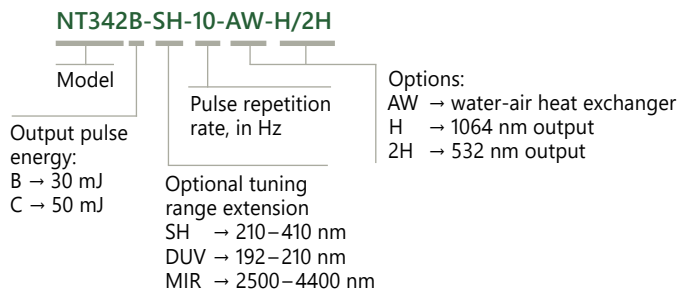 NT342B-SH-10-AW-H/2H
Model
Output pulse
energy:
B → 30 mJ
C → 50 mJ
Pulse repetition
rate, in Hz
Optional tuning
range extension
SH → 210–410 nm
DUV → 192–210 nm
MIR → 2500–4400 nm
Options:
AW → water-air heat exchanger
H → 1064 nm output
2H → 532 nm output